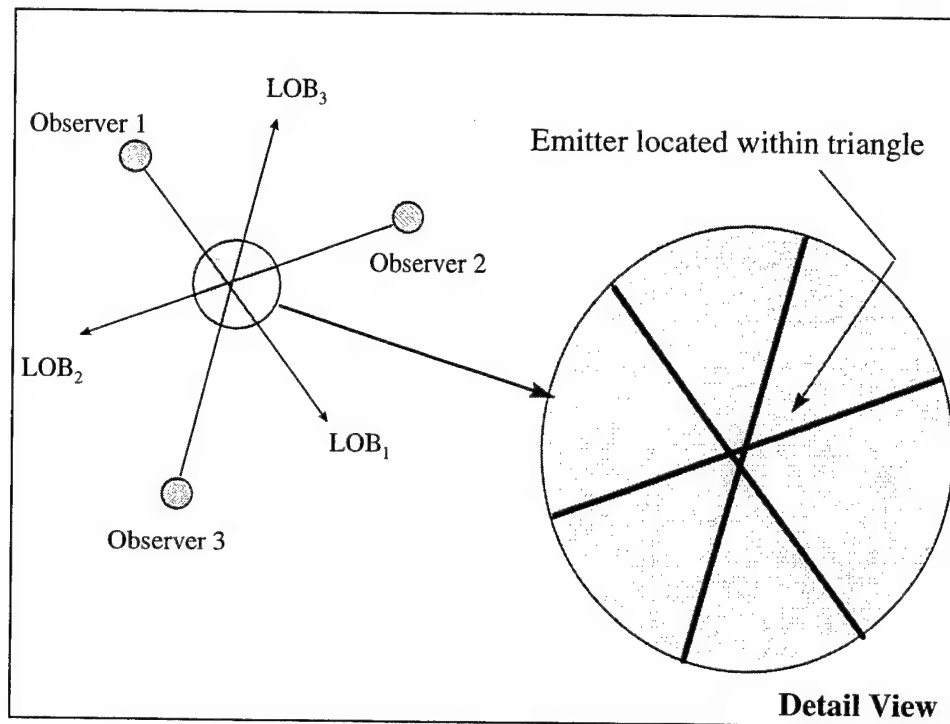 LOB₃
Observer 1
Emitter located within triangle
Observer 2
LOB₂
LOB₁
Observer 3
Detail View